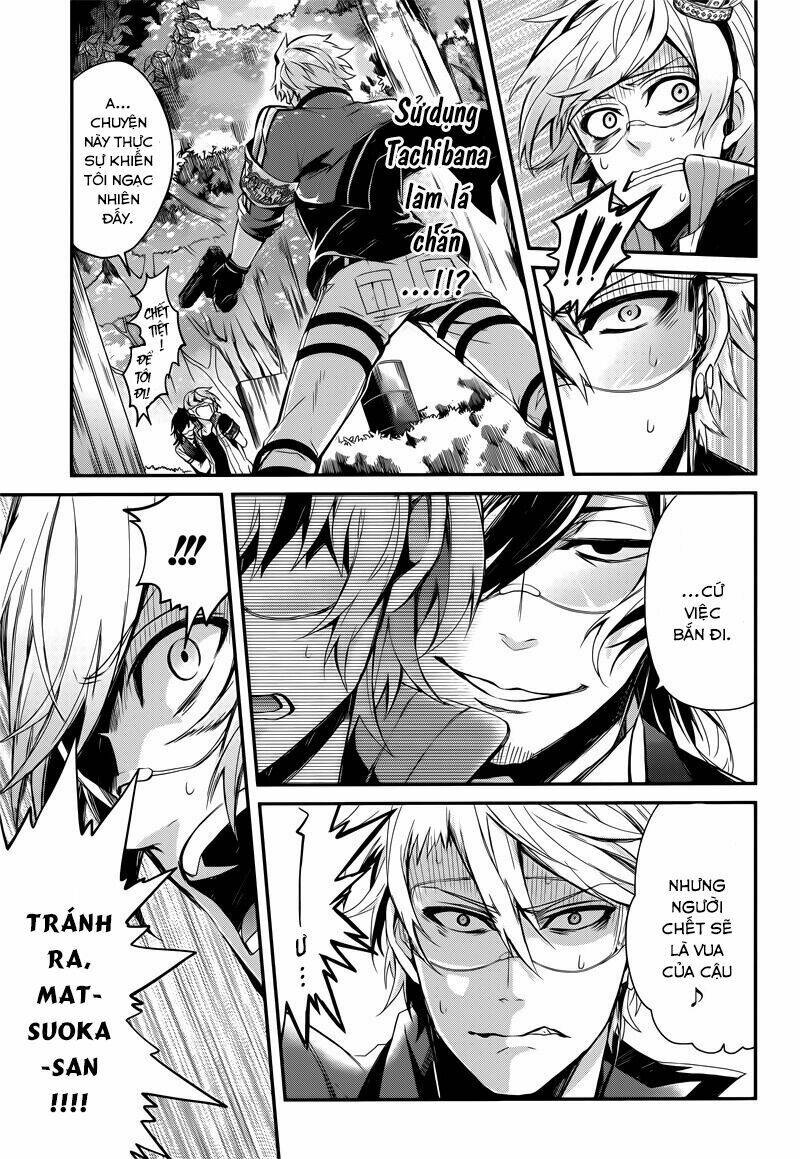 !!!!
Sử dụng
Tachibana
làm lá
chắn
...!!?
A...
CHUYỆN
NÀY THỰC
SỰ KHIẾN
TÔI NGẠC
NHIÊN
ĐẤY.
CHẾT
TIỆT!
ĐỂ
TỚI
ĐI!
...CỨ
VIỆC
BẮN ĐI.
!!!
NHƯNG
NGƯỜI
CHẾT SẼ
LÀ VUA
CỦA CẬU
♪
Ư...
TRÁNH
RA,
MAT-
SUOKA
-SAN
!!!!